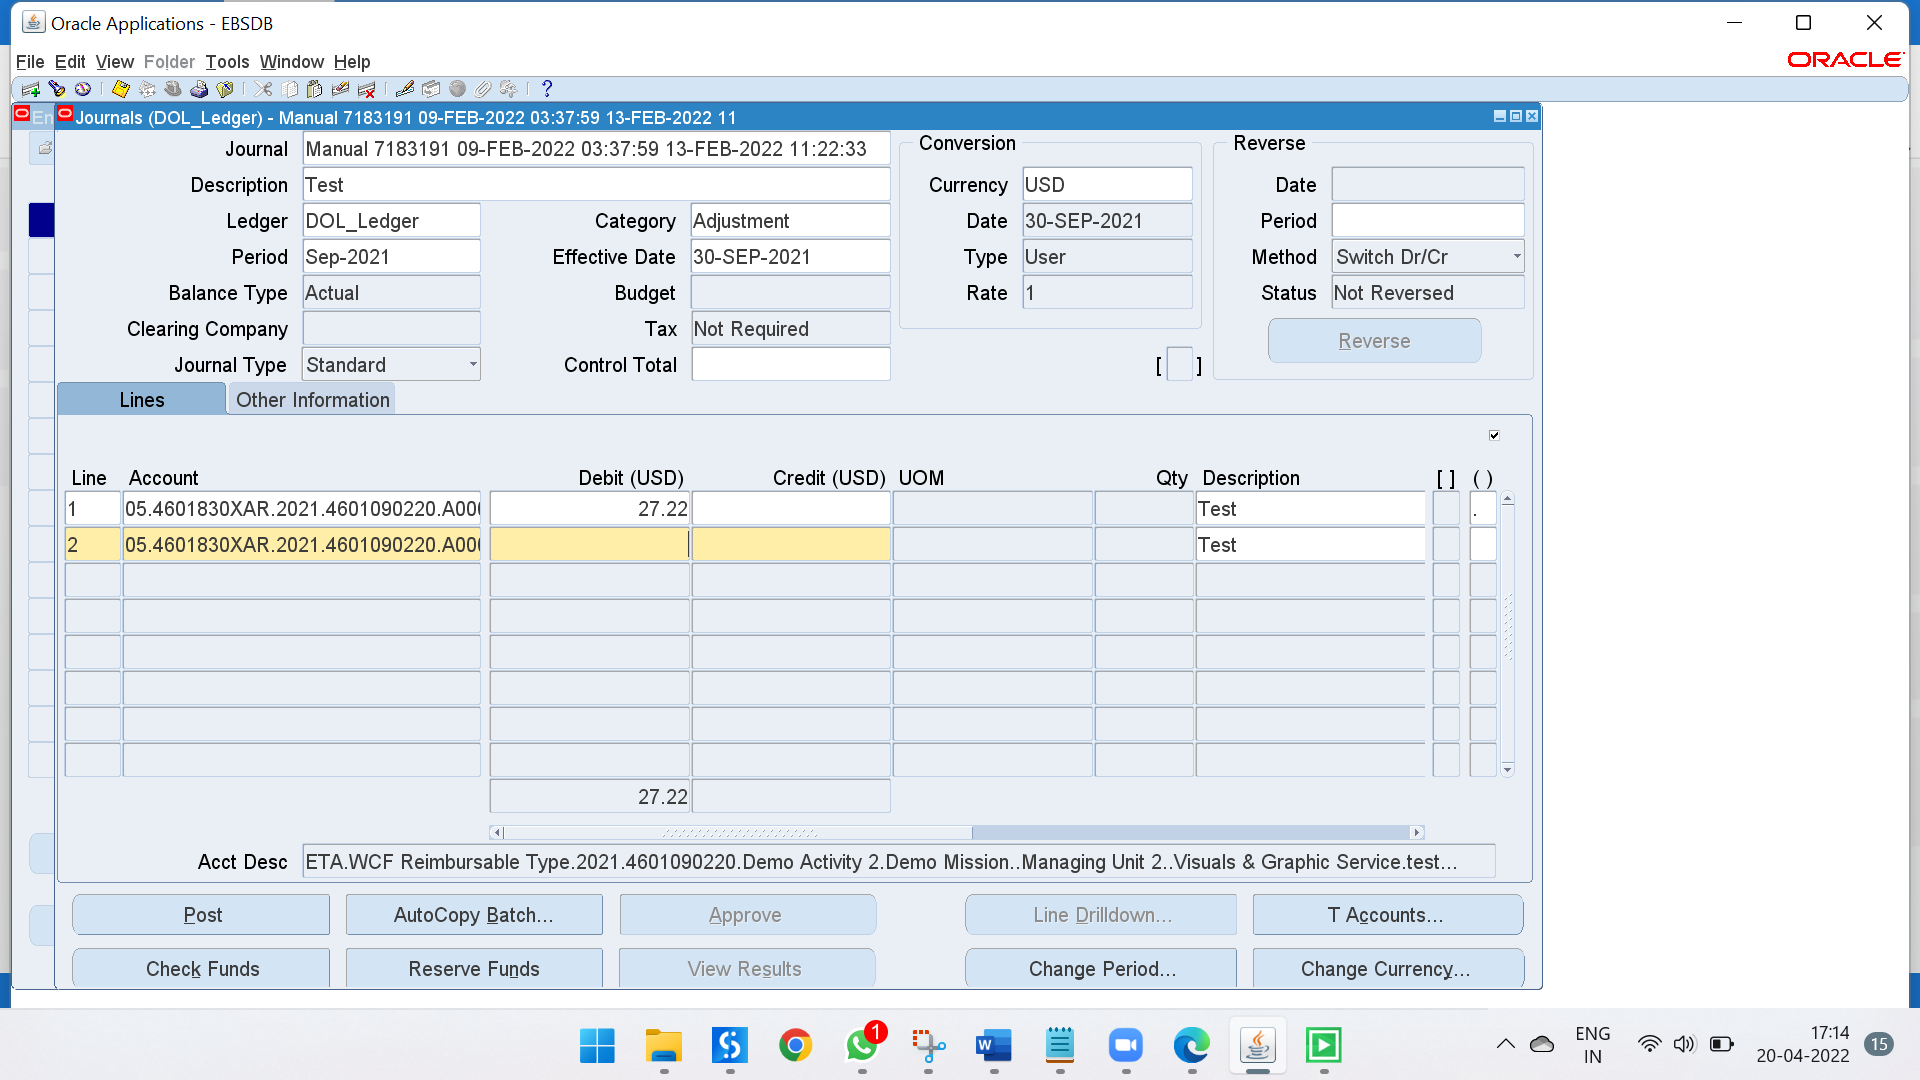 Oracle Applications - EBSDB
File Edit View Folder Tools Window Help
ORACLE
En
Journals (DOL_Ledger) - Manual 7183191 09-FEB-2022 03:37:59 13-FEB-2022 11
Journal Manual 7183191 09-FEB-2022 03:37:59 13-FEB-2022 11:22:33
Description Test
Ledger DOL_Ledger Category Adjustment
Period Sep-2021 Effective Date 30-SEP-2021
Balance Type Actual Budget
Clearing Company Tax Not Required
Journal Type Standard Control Total
Conversion
Currency USD
Date 30-SEP-2021
Type User
Rate 1
[ ]
Reverse
Date
Period
Method Switch Dr/Cr
Status Not Reversed
Reverse
Lines Other Information
Line Account Debit (USD) Credit (USD) UOM Qty Description [ ] ( )
1 05.4601830XAR.2021.4601090220.A00 27.22 Test .
2 05.4601830XAR.2021.4601090220.A00 Test
27.22
Acct Desc ETA.WCF Reimbursable Type.2021.4601090220.Demo Activity 2.Demo Mission..Managing Unit 2..Visuals & Graphic Service.test...
Post AutoCopy Batch... Approve Line Drilldown... T Accounts...
Check Funds Reserve Funds View Results Change Period... Change Currency...
1
W
ENG
IN
17:14
20-04-2022
15